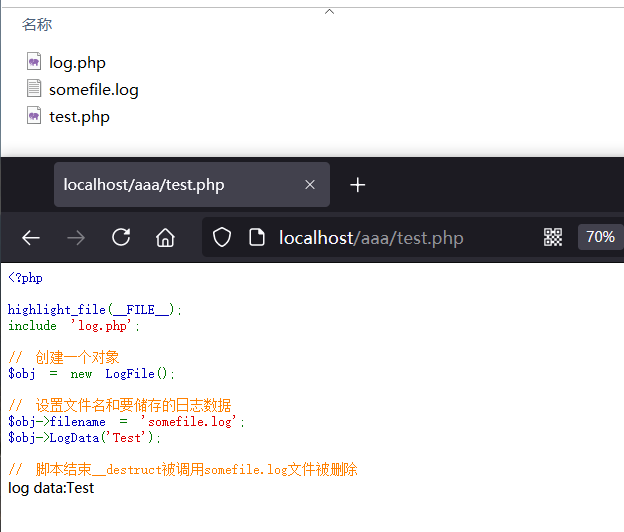 名称
log.php
somefile.log
test.php
localhost/aaa/test.php
localhost/aaa/test.php 70%
<?php
highlight_file(__FILE__);
include 'log.php';
// 创建一个对象
$obj = new LogFile();
// 设置文件名和要储存的日志数据
$obj->filename = 'somefile.log';
$obj->LogData('Test');
// 脚本结束__destruct被调用somefile.log文件被删除
log data:Test